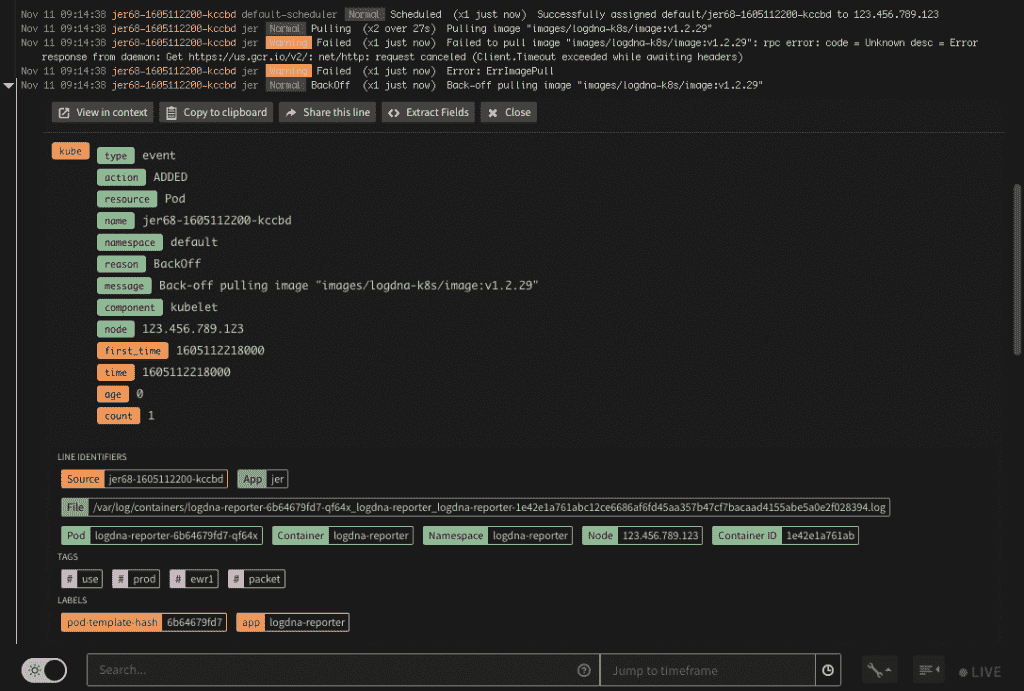 Nov 11 09:14:38 jer68-1605112200-kccbd default-scheduler Normal Scheduled (x1 just now) Successfully assigned default/jer68-1605112200-kccbd to 123.456.789.123
Nov 11 09:14:38 jer68-1605112200-kccbd jer Normal Pulling (x2 over 27s) Pulling image "images/logdna-k8s/image:v1.2.29"
Nov 11 09:14:38 jer68-1605112200-kccbd jer Warning Failed (x1 just now) Failed to pull image "images/logdna-k8s/image:v1.2.29": rpc error: code = Unknown desc = Error
response from daemon: Get https://us.gcr.io/v2/: net/http: request canceled (Client.Timeout exceeded while awaiting headers)
Nov 11 09:14:38 jer68-1605112200-kccbd jer Warning Failed (x1 just now) Error: ErrImagePull
Nov 11 09:14:38 jer68-1605112200-kccbd jer Normal BackOff (x1 just now) Back-off pulling image "images/logdna-k8s/image:v1.2.29"
View in context Copy to clipboard Share this line Extract Fields Close
kube type event
action ADDED
resource Pod
name jer68-1605112200-kccbd
namespace default
reason BackOff
message Back-off pulling image "images/logdna-k8s/image:v1.2.29"
component kubelet
node 123.456.789.123
first_time 1605112218000
time 1605112218000
age 0
count 1
LINE IDENTIFIERS
Source jer68-1605112200-kccbd App jer
File /var/log/containers/logdna-reporter-6b64679fd7-qf64x_logdna-reporter_logdna-reporter-1e42e1a761abc12ce6686af6fd45aa357b47cf7bacaad4155abe5a0e2f028394.log
Pod logdna-reporter-6b64679fd7-qf64x Container logdna-reporter Namespace logdna-reporter Node 123.456.789.123 Container ID 1e42e1a761ab
TAGS
# use # prod # ewr1 # packet
LABELS
pod-template-hash 6b64679fd7 app logdna-reporter
Search... Jump to timeframe LIVE